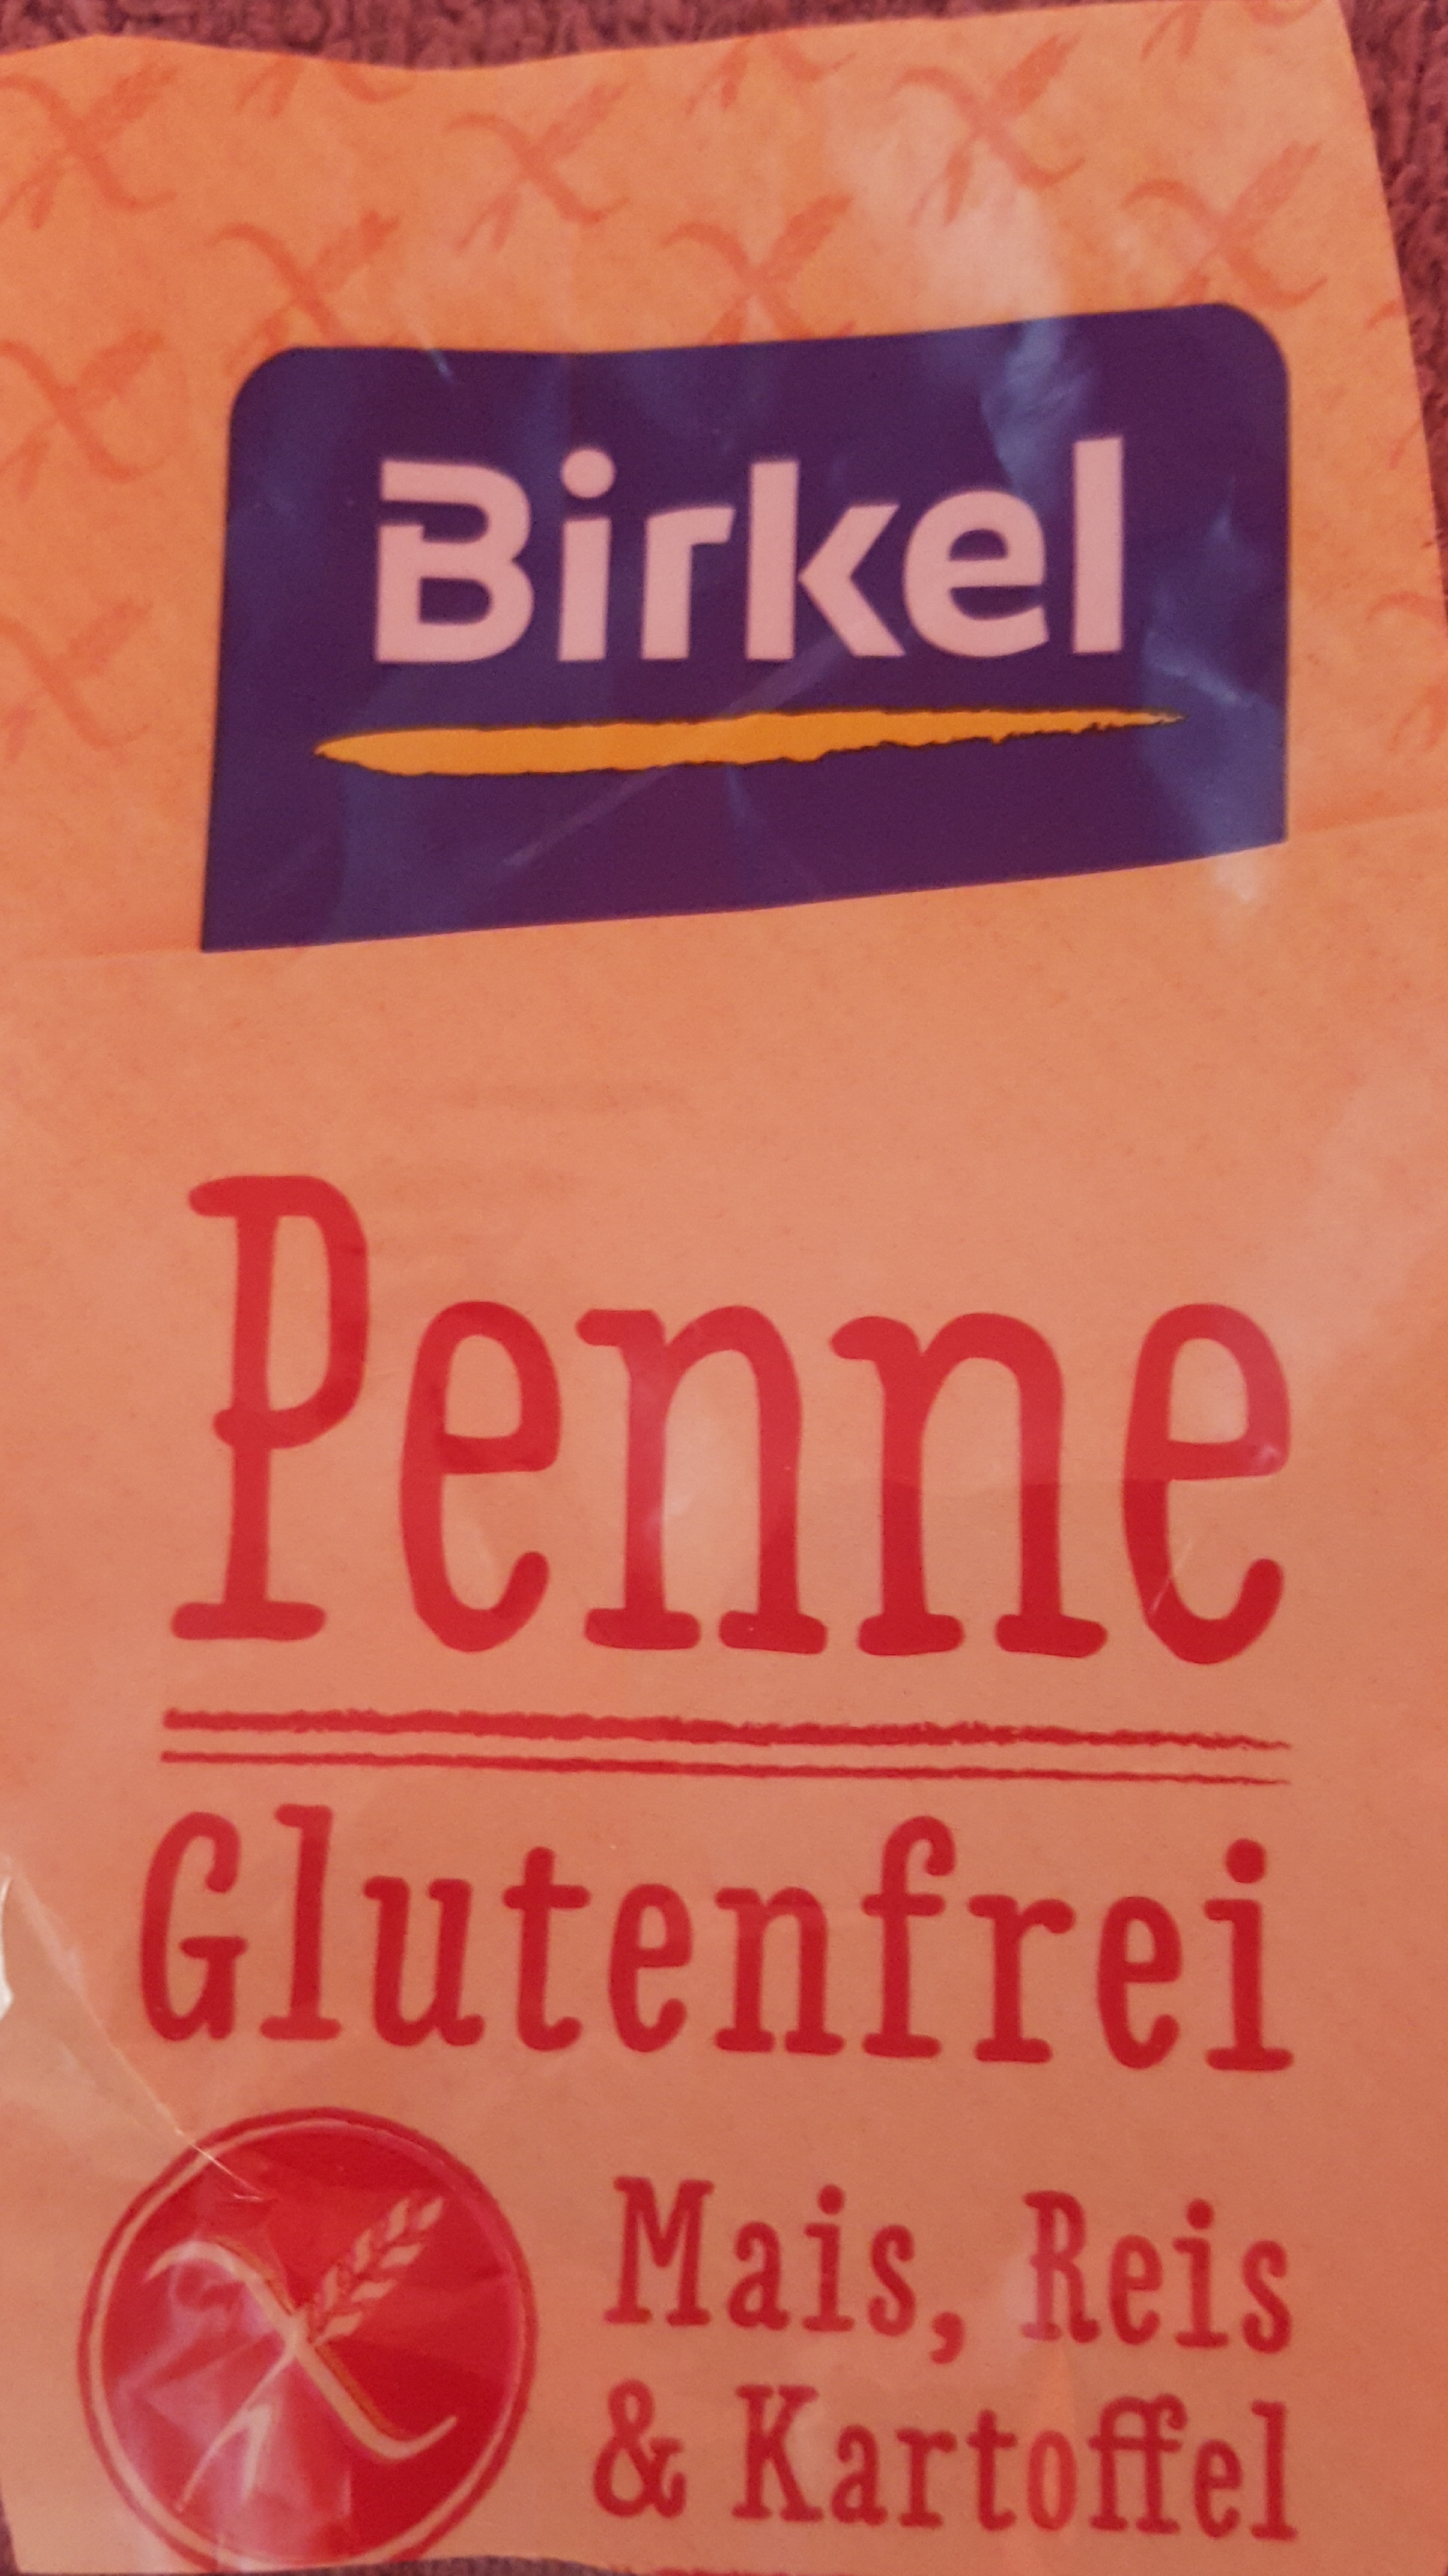 Birkel
Penne
Glutenfrei
Mais, Reis
& Kartoffel